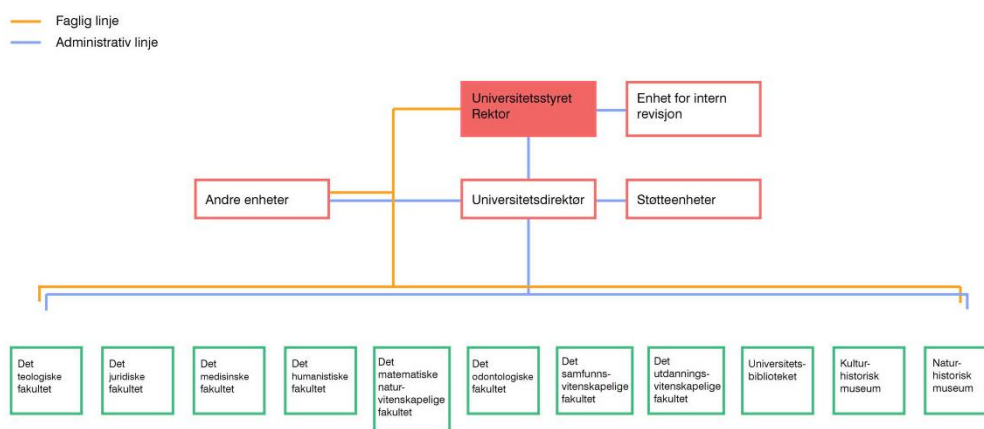 Faglig linje
Administrativ linje
Universitetsstyret
Rektor
Enhet for intern
revisjon
Andre enheter
Universitetsdirektør
Støtteenheter
Det
teologiske
fakultet
Det
juridiske
fakultet
Det
medisinske
fakultet
Det
humanistiske
fakultet
Det
matematiske
natur-
vitenskapelige
fakultet
Det
odontologiske
fakultet
Det
samfunns-
vitenskapelige
fakultet
Det
utdannings-
vitenskapelige
fakultet
Universitets-
biblioteket
Kultur-
historisk
museum
Natur-
historisk
museum